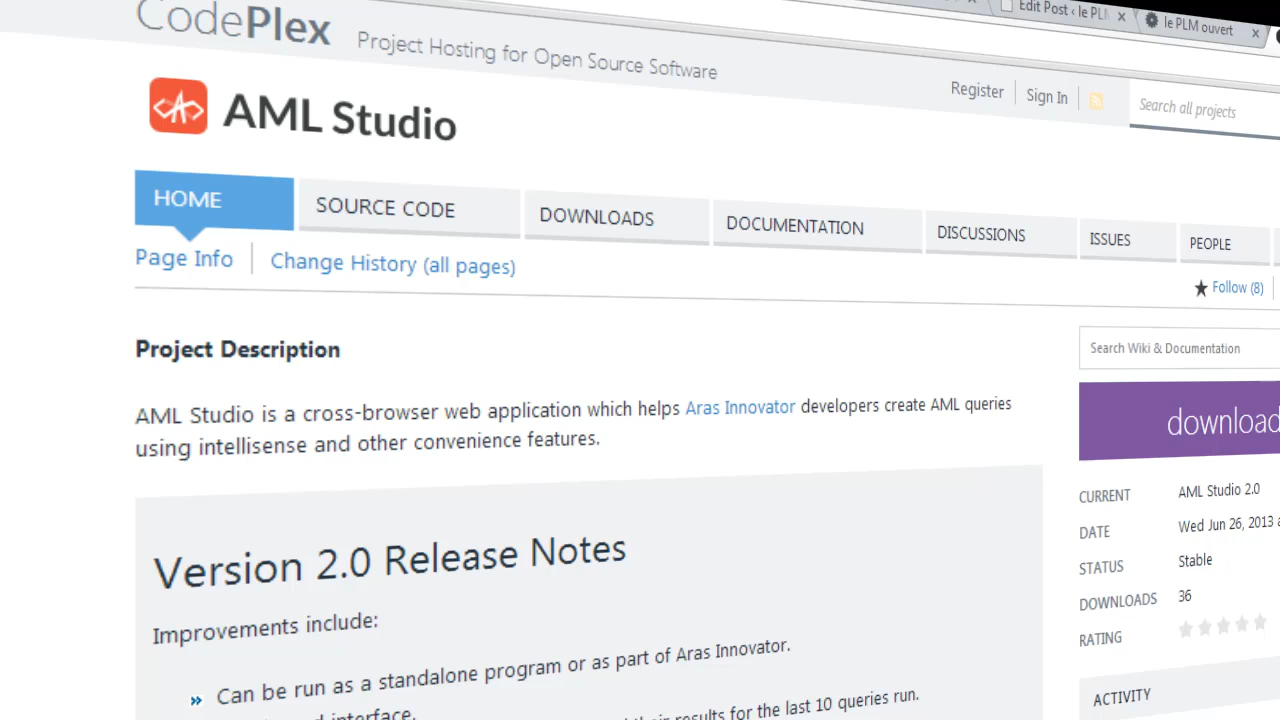 Edit Post ‹ le PLM
le PLM ouvert
CodePlex
Project Hosting for Open Source Software
Register
Sign In
Search all projects
AML Studio
HOME
SOURCE CODE
DOWNLOADS
DOCUMENTATION
DISCUSSIONS
ISSUES
PEOPLE
Page Info
Change History (all pages)
Follow (8)
Project Description
Search Wiki & Documentation
AML Studio is a cross-browser web application which helps Aras Innovator developers create AML queries
using intellisense and other convenience features.
download
CURRENT AML Studio 2.0
DATE Wed Jun 26, 2013
STATUS Stable
DOWNLOADS 36
RATING
ACTIVITY
Version 2.0 Release Notes
Improvements include:
» Can be run as a standalone program or as part of Aras Innovator.
interface.
their results for the last 10 queries run.